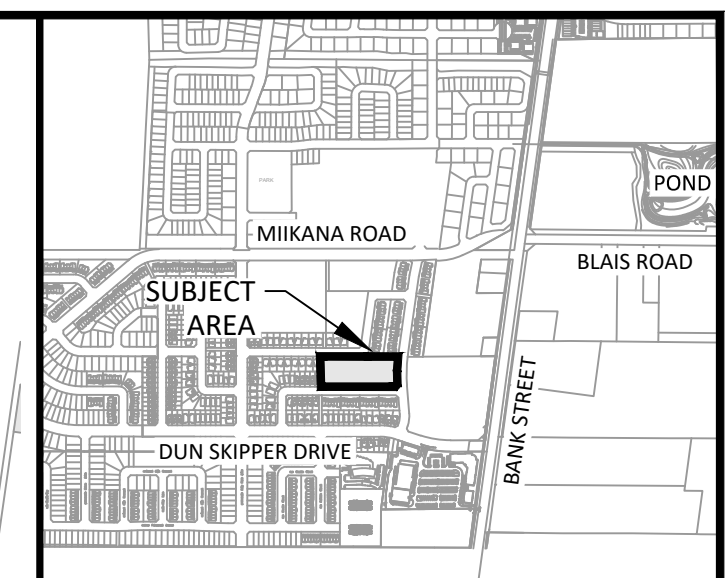 PARK
POND
MIIKANA ROAD
BLAIS ROAD
SUBJECT
AREA
BANK STREET
DUN SKIPPER DRIVE